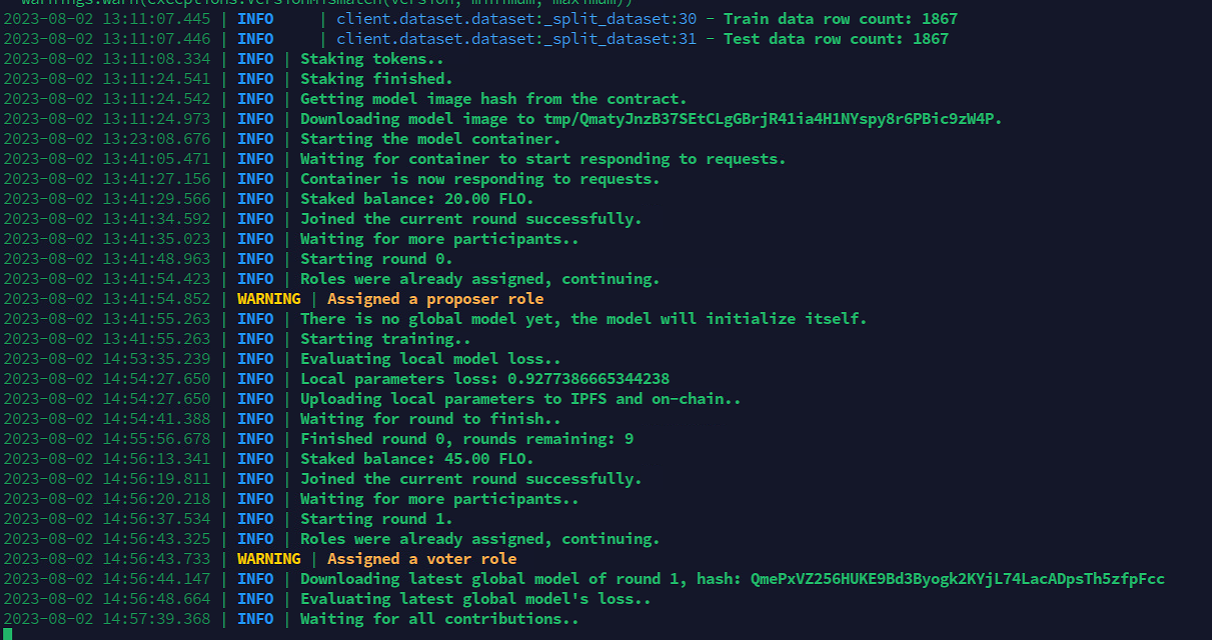 warnings.warn(exceptions.VersionMismatch(version, minimum, maximum))
2023-08-02 13:11:07.445 | INFO     | client.dataset.dataset:_split_dataset:30 - Train data row count: 1867
2023-08-02 13:11:07.446 | INFO     | client.dataset.dataset:_split_dataset:31 - Test data row count: 1867
2023-08-02 13:11:08.334 | INFO | Staking tokens..
2023-08-02 13:11:24.541 | INFO | Staking finished.
2023-08-02 13:11:24.542 | INFO | Getting model image hash from the contract.
2023-08-02 13:11:24.973 | INFO | Downloading model image to tmp/QmatyJnzB37SEtCLgGBrjR41ia4H1NYspy8r6PBic9zW4P.
2023-08-02 13:23:08.676 | INFO | Starting the model container.
2023-08-02 13:41:05.471 | INFO | Waiting for container to start responding to requests.
2023-08-02 13:41:27.156 | INFO | Container is now responding to requests.
2023-08-02 13:41:29.566 | INFO | Staked balance: 20.00 FLO.
2023-08-02 13:41:34.592 | INFO | Joined the current round successfully.
2023-08-02 13:41:35.023 | INFO | Waiting for more participants..
2023-08-02 13:41:48.963 | INFO | Starting round 0.
2023-08-02 13:41:54.423 | INFO | Roles were already assigned, continuing.
2023-08-02 13:41:54.852 | WARNING | Assigned a proposer role
2023-08-02 13:41:55.263 | INFO | There is no global model yet, the model will initialize itself.
2023-08-02 13:41:55.263 | INFO | Starting training..
2023-08-02 14:53:35.239 | INFO | Evaluating local model loss..
2023-08-02 14:54:27.650 | INFO | Local parameters loss: 0.9277386665344238
2023-08-02 14:54:27.650 | INFO | Uploading local parameters to IPFS and on-chain..
2023-08-02 14:54:41.388 | INFO | Waiting for round to finish..
2023-08-02 14:55:56.678 | INFO | Finished round 0, rounds remaining: 9
2023-08-02 14:56:13.341 | INFO | Staked balance: 45.00 FLO.
2023-08-02 14:56:19.811 | INFO | Joined the current round successfully.
2023-08-02 14:56:20.218 | INFO | Waiting for more participants..
2023-08-02 14:56:37.534 | INFO | Starting round 1.
2023-08-02 14:56:43.325 | INFO | Roles were already assigned, continuing.
2023-08-02 14:56:43.733 | WARNING | Assigned a voter role
2023-08-02 14:56:44.147 | INFO | Downloading latest global model of round 1, hash: QmePxVZ256HUKE9Bd3Byogk2KYjL74LacADpsTh5zfpFcc
2023-08-02 14:56:48.664 | INFO | Evaluating latest global model's loss..
2023-08-02 14:57:39.368 | INFO | Waiting for all contributions..